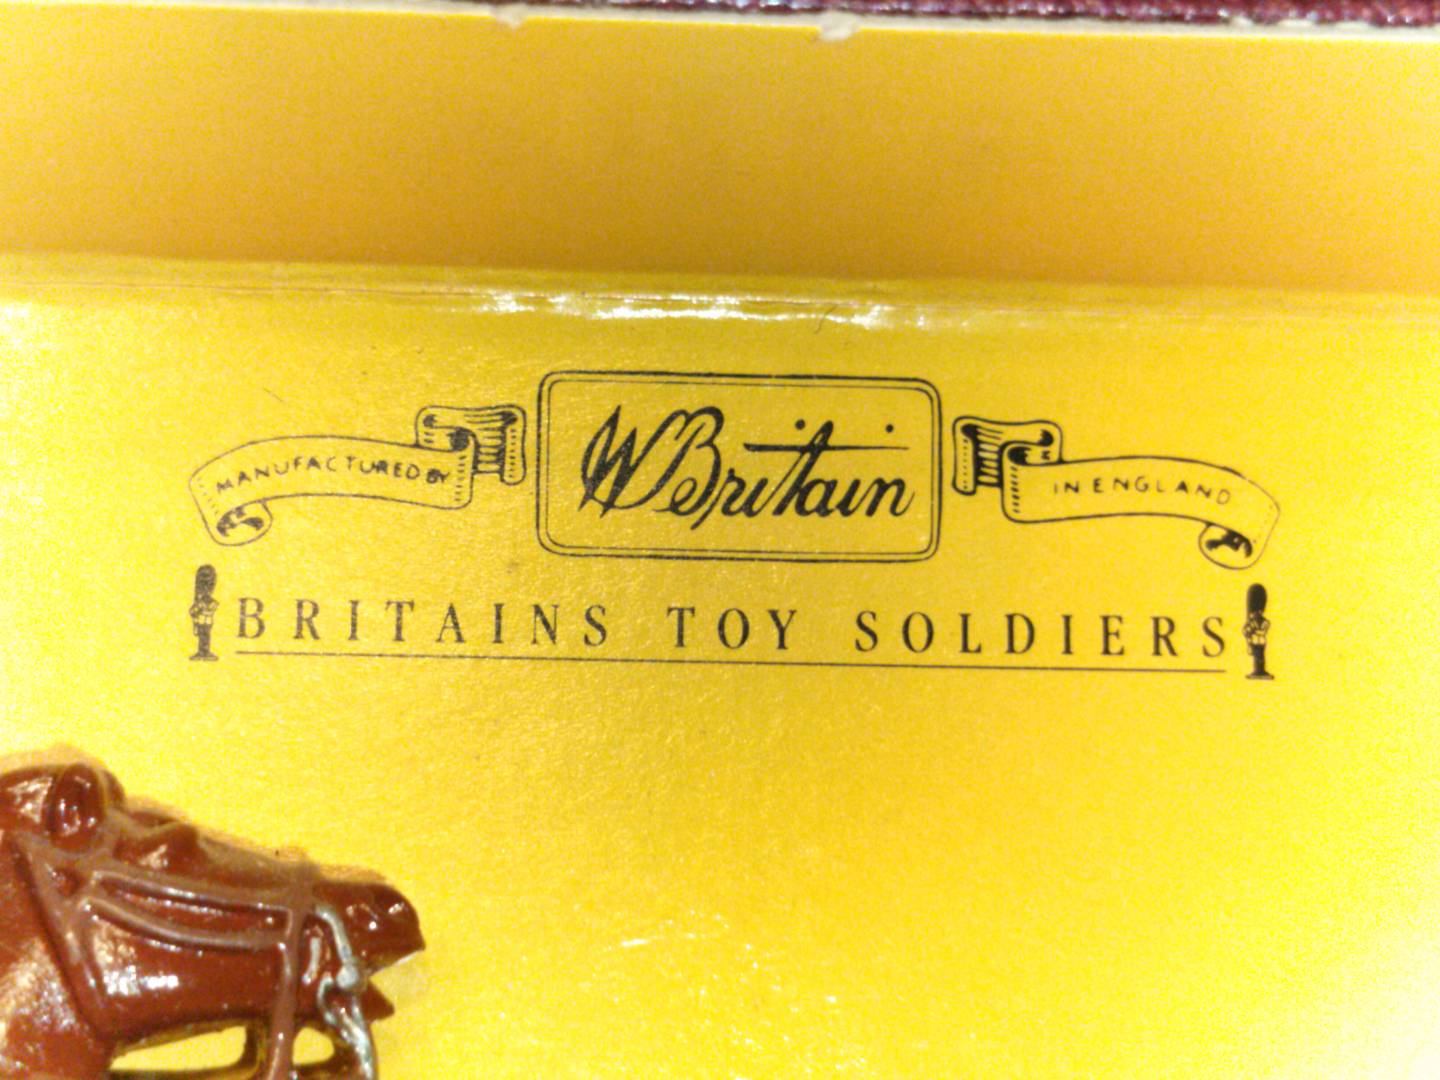 MANUFACTURED BY
W Britain
IN ENGLAND
BRITAINS TOY SOLDIERS